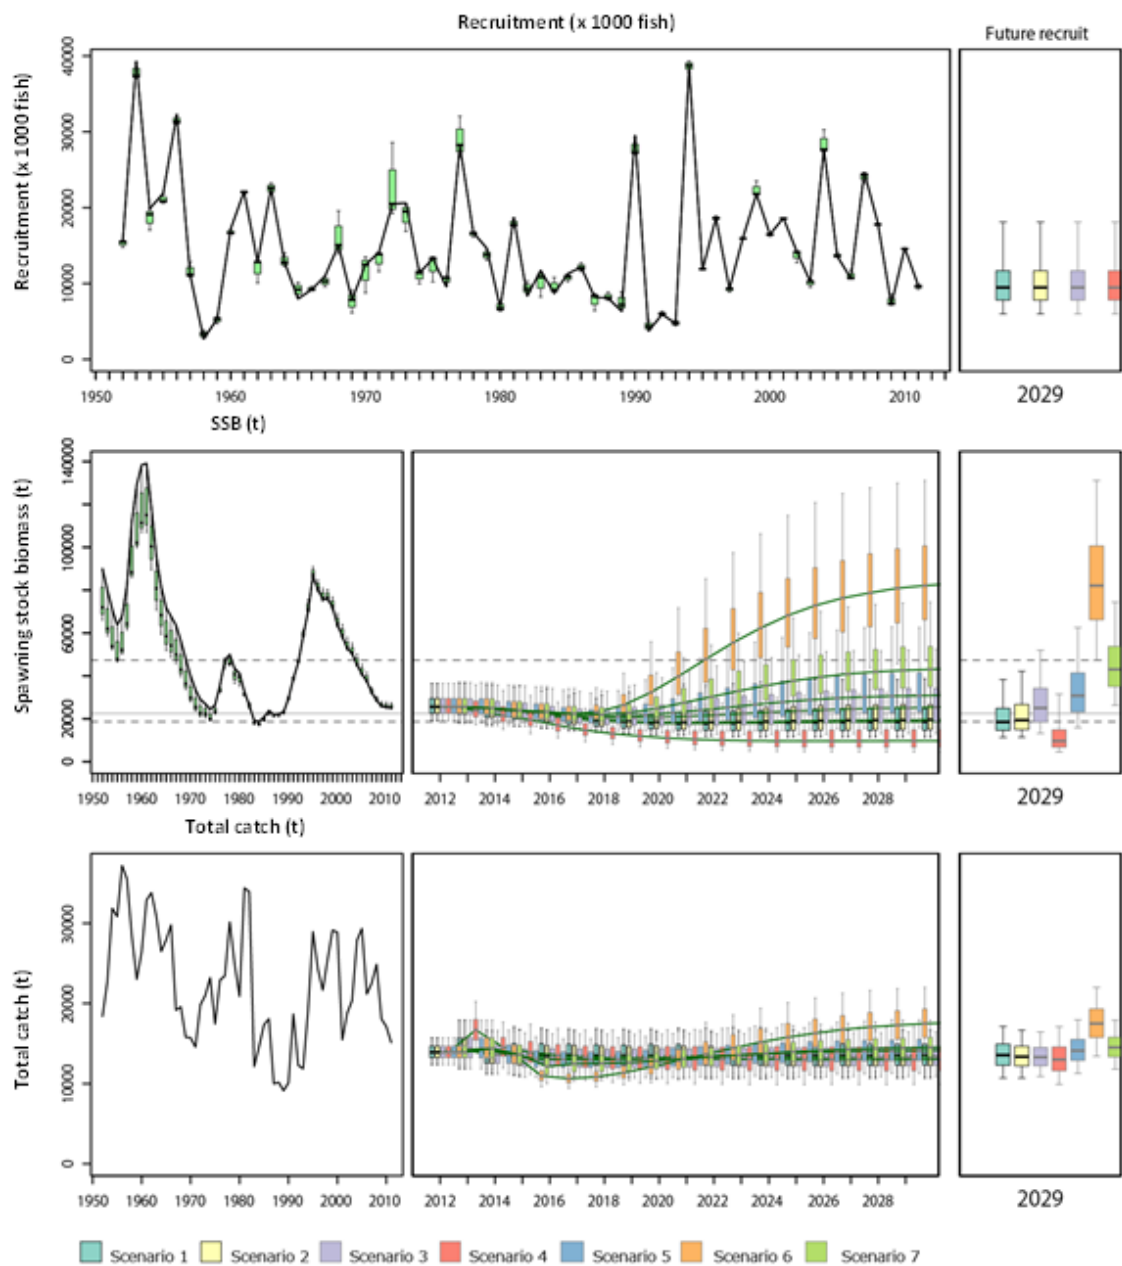 Recruitment (x 1000 fish)
Future recruit
Recruitment (x 1000 fish)
40000
30000
20000
10000
0
1950 1960 1970 1980 1990 2000 2010
2029
SSB (t)
Spawning stock biomass (t)
140000
100000
60000
20000
0
1950 1960 1970 1980 1990 2000 2010
2012 2014 2016 2018 2020 2022 2024 2026 2028
2029
Total catch (t)
Total catch (t)
30000
20000
10000
0
1950 1960 1970 1980 1990 2000 2010
2012 2014 2016 2018 2020 2022 2024 2026 2028
2029
Scenario 1 Scenario 2 Scenario 3 Scenario 4 Scenario 5 Scenario 6 Scenario 7